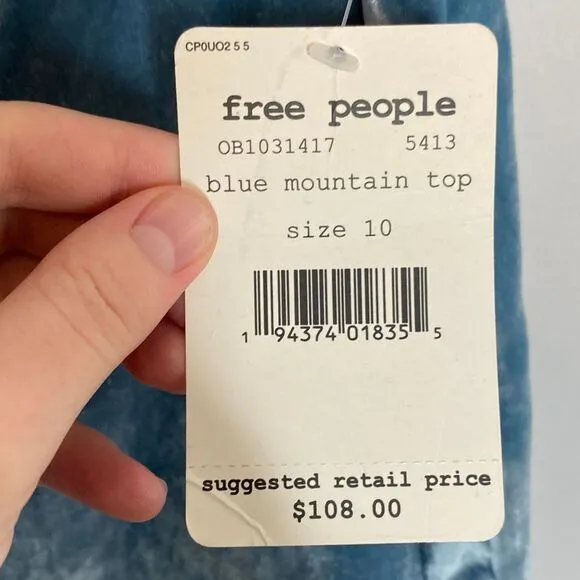 CP0UO2 5 5
free people
OB1031417 5413
blue mountain top
size 10
1 94374 01835 5
suggested retail price
$108.00